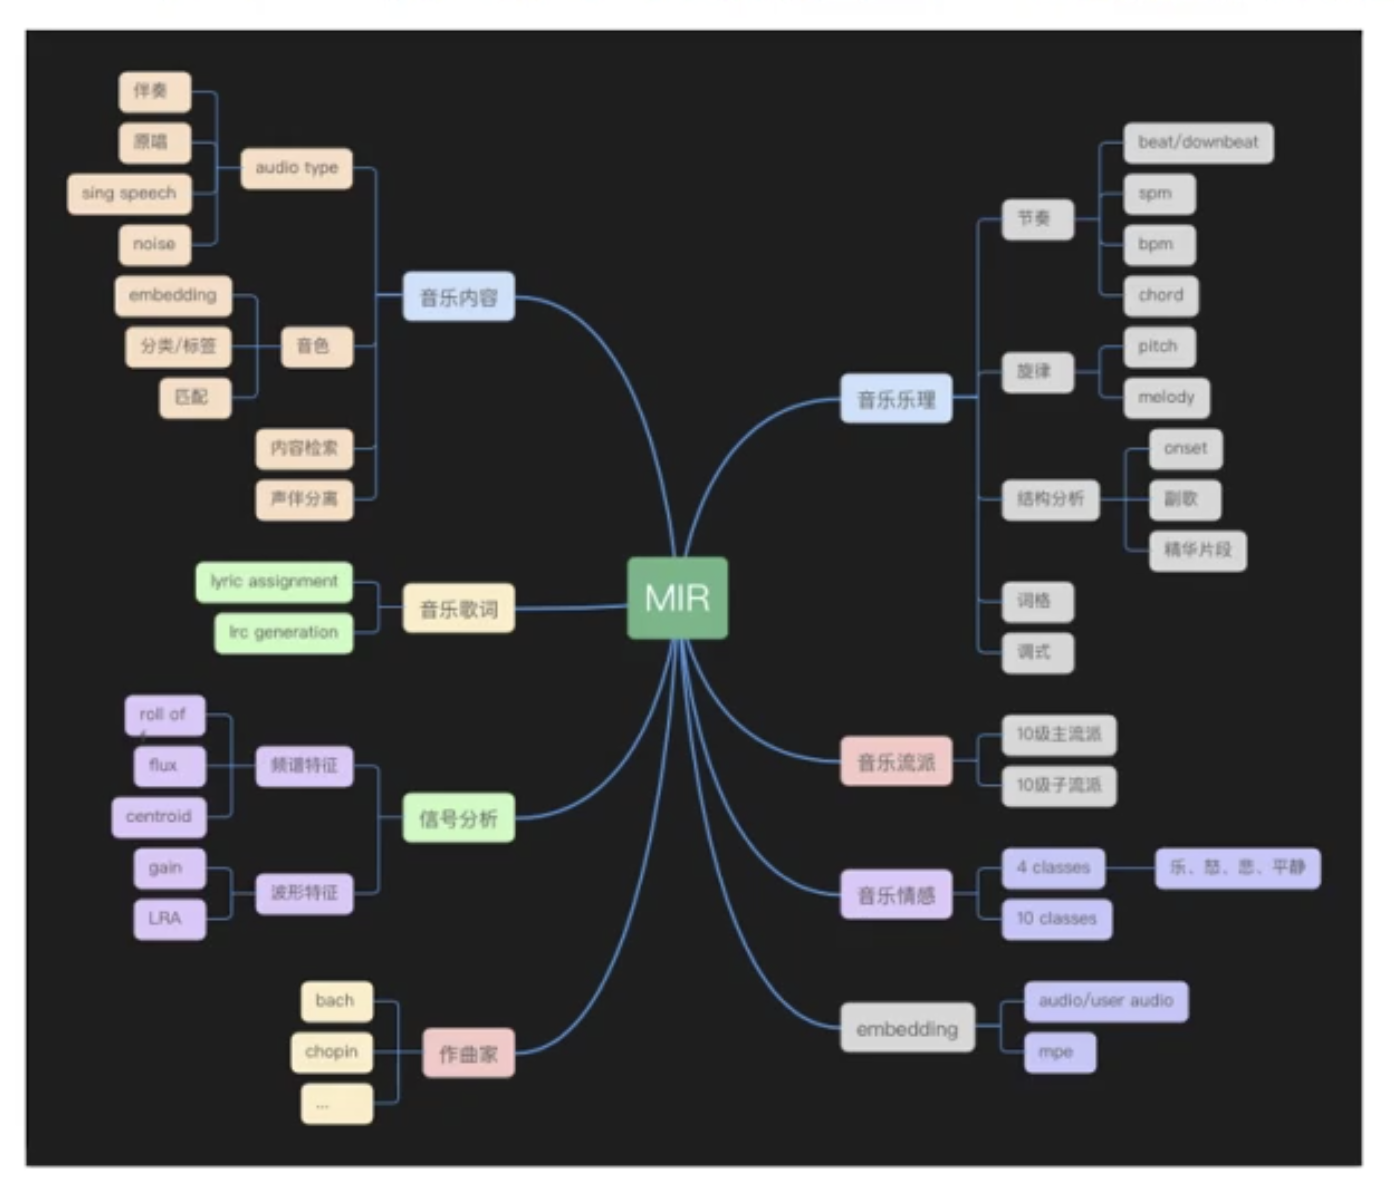 伴奏
原唱
sing speech
noise
audio type
embedding
分类/标签
匹配
音色
内容检索
声伴分离
音乐内容
lyric assignment
lrc generation
音乐歌词
roll of
f
flux
centroid
频谱特征
gain
LRA
波形特征
信号分析
bach
chopin
...
作曲家
MIR
音乐乐理
节奏
beat/downbeat
spm
bpm
chord
旋律
pitch
melody
结构分析
onset
副歌
精华片段
词格
调式
音乐流派
10级主流派
10级子流派
音乐情感
4 classes
乐、怒、悲、平静
10 classes
embedding
audio/user audio
mpe